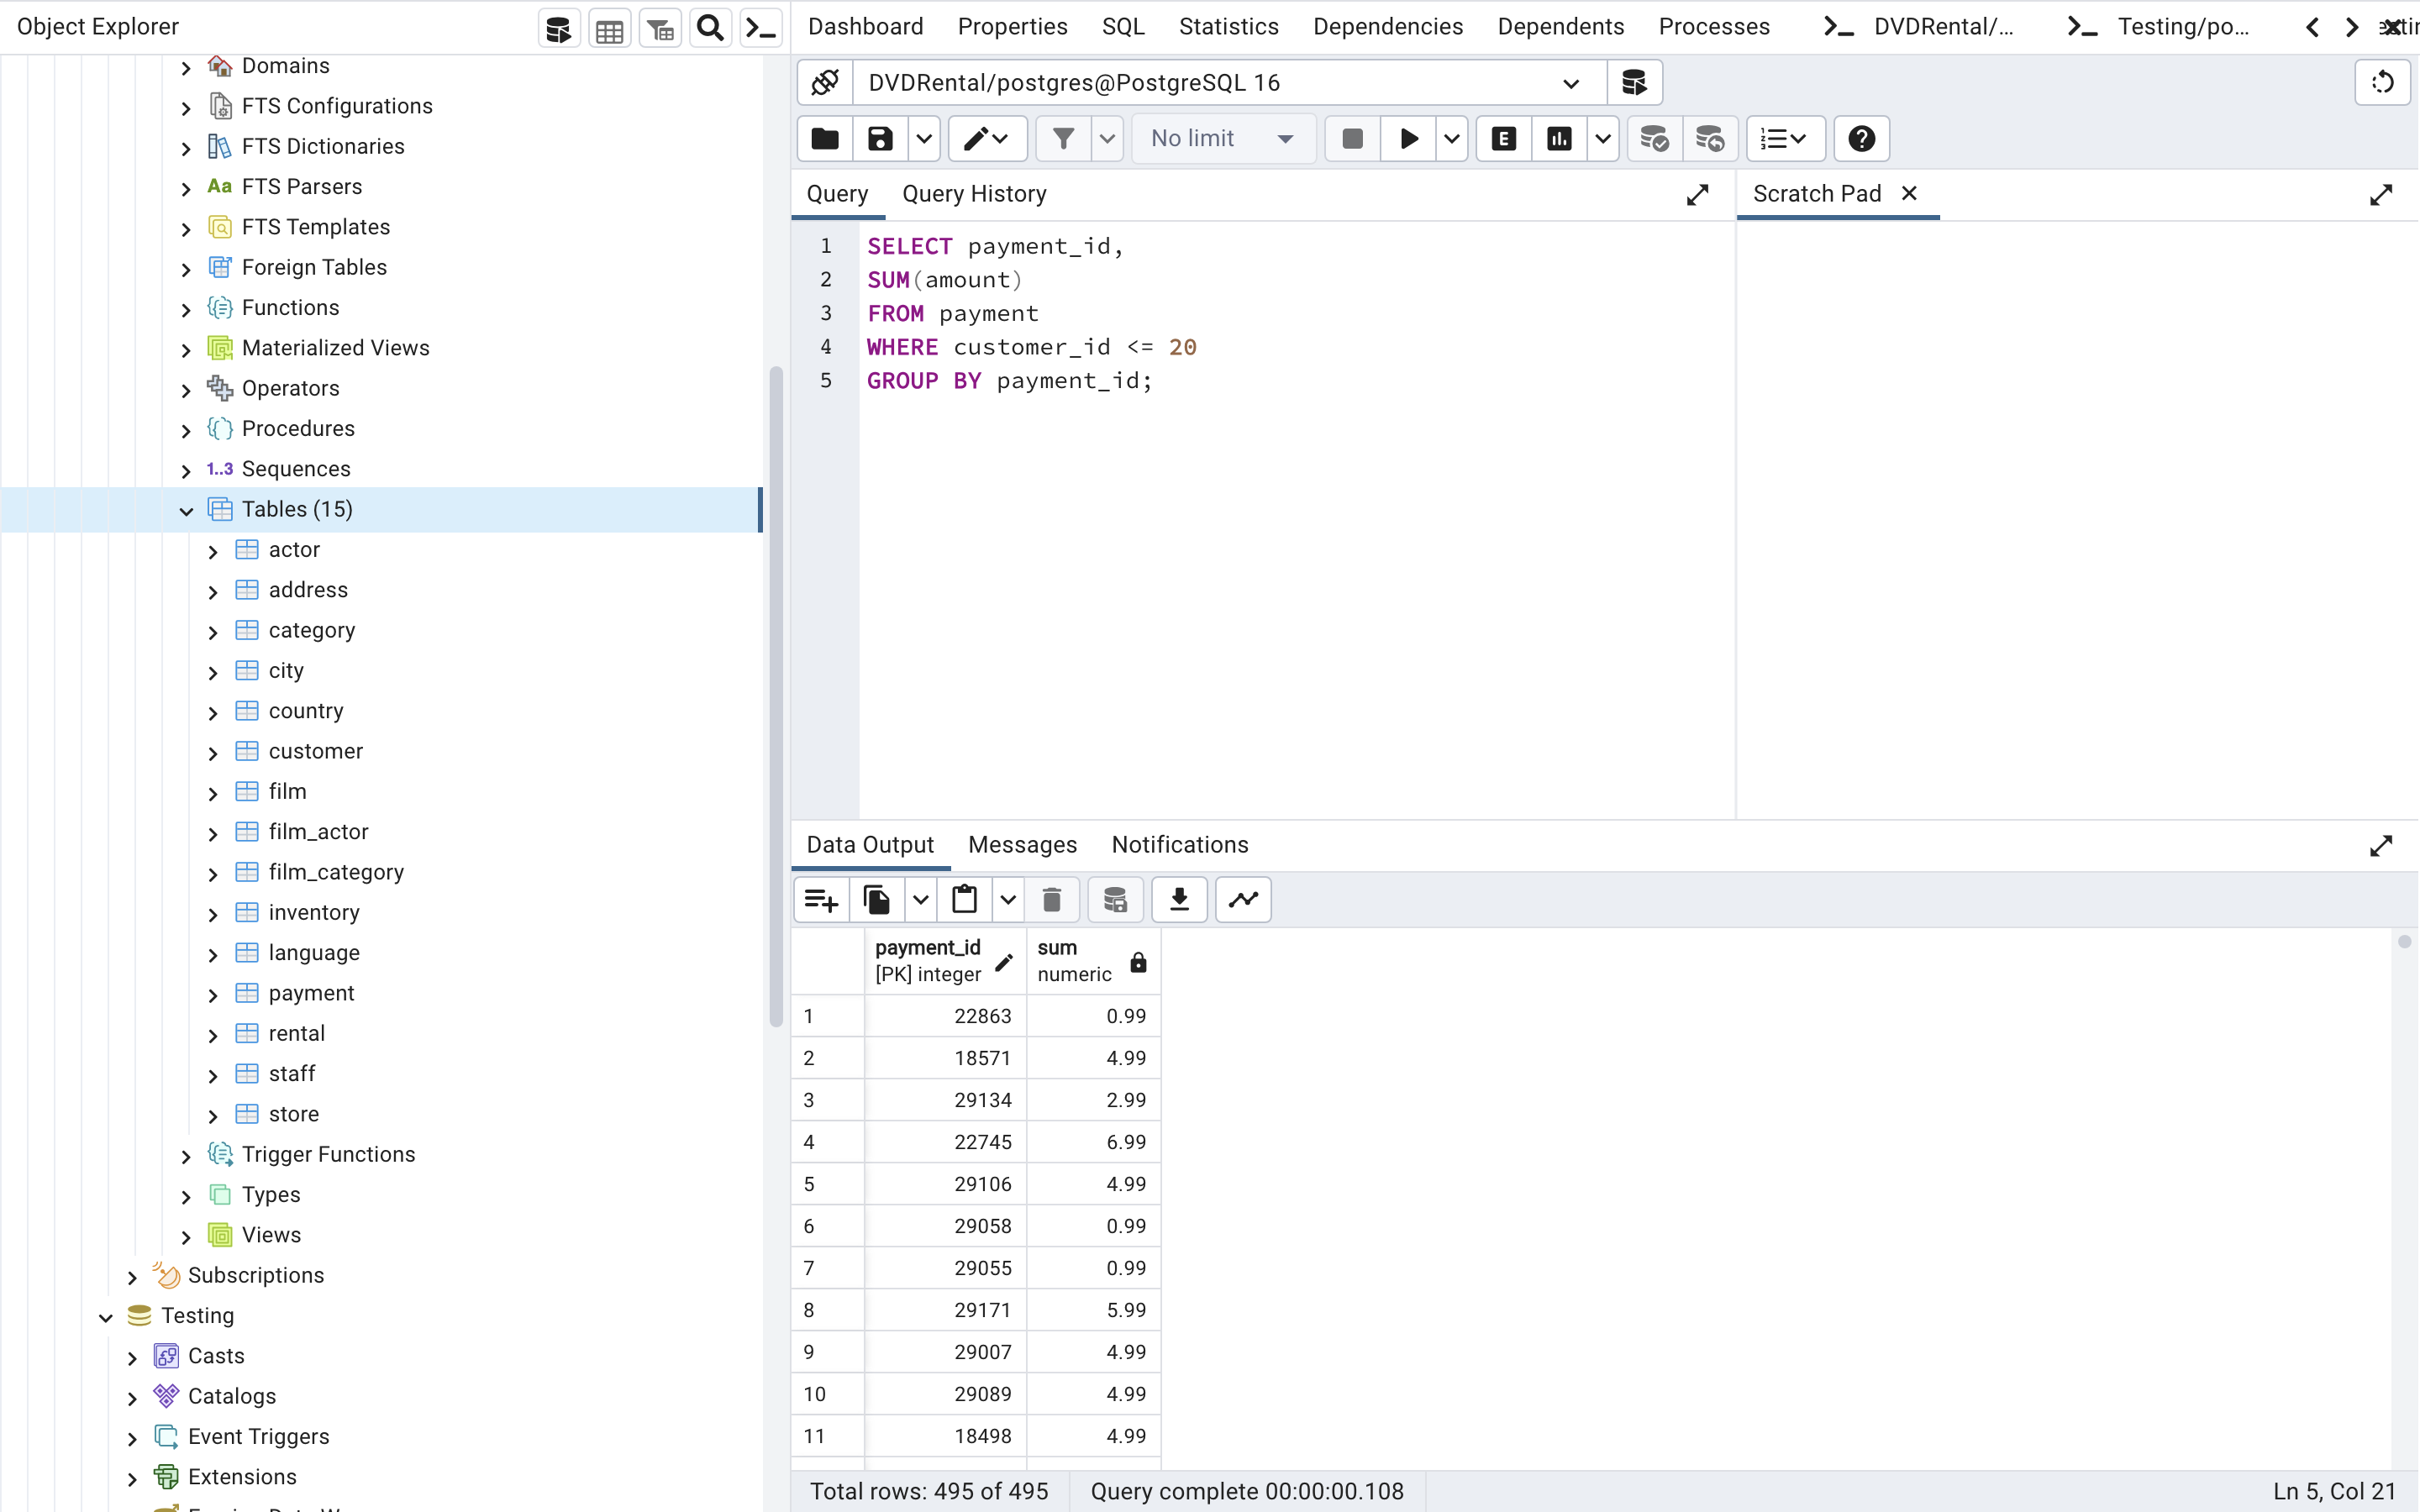 Object Explorer
Domains
FTS Configurations
FTS Dictionaries
Aa FTS Parsers
FTS Templates
Foreign Tables
Functions
Materialized Views
Operators
Procedures
1..3 Sequences
Tables (15)
actor
address
category
city
country
customer
film
film_actor
film_category
inventory
language
payment
rental
staff
store
Trigger Functions
Types
Views
Subscriptions
Testing
Casts
Catalogs
Event Triggers
Extensions
Dashboard Properties SQL Statistics Dependencies Dependents Processes DVDRental/... Testing/po...
DVDRental/postgres@PostgreSQL 16
No limit E
Query Query History
Scratch Pad
1 SELECT payment_id,
2 SUM(amount)
3 FROM payment
4 WHERE customer_id <= 20
5 GROUP BY payment_id;
Data Output Messages Notifications
payment_id sum
[PK] integer numeric
1 22863 0.99
2 18571 4.99
3 29134 2.99
4 22745 6.99
5 29106 4.99
6 29058 0.99
7 29055 0.99
8 29171 5.99
9 29007 4.99
10 29089 4.99
11 18498 4.99
Total rows: 495 of 495 Query complete 00:00:00.108 Ln 5, Col 21